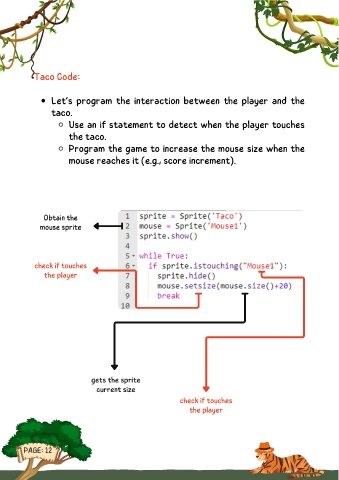 Taco Code:
• Let's program the interaction between the player and the
taco.
○ Use an if statement to detect when the player touches
the taco.
○ Program the game to increase the mouse size when the
mouse reaches it (e.g., score increment).
Obtain the
mouse sprite
check if touches
the player
1 sprite = Sprite('Taco')
2 mouse = Sprite('Mouse1')
3 sprite.show()
4
5 while True:
6 if sprite.istouching("Mouse1"):
7 sprite.hide()
8 mouse.setsize(mouse.size()+20)
9 break
10
gets the sprite
current size
check if touches
the player
PAGE: 12